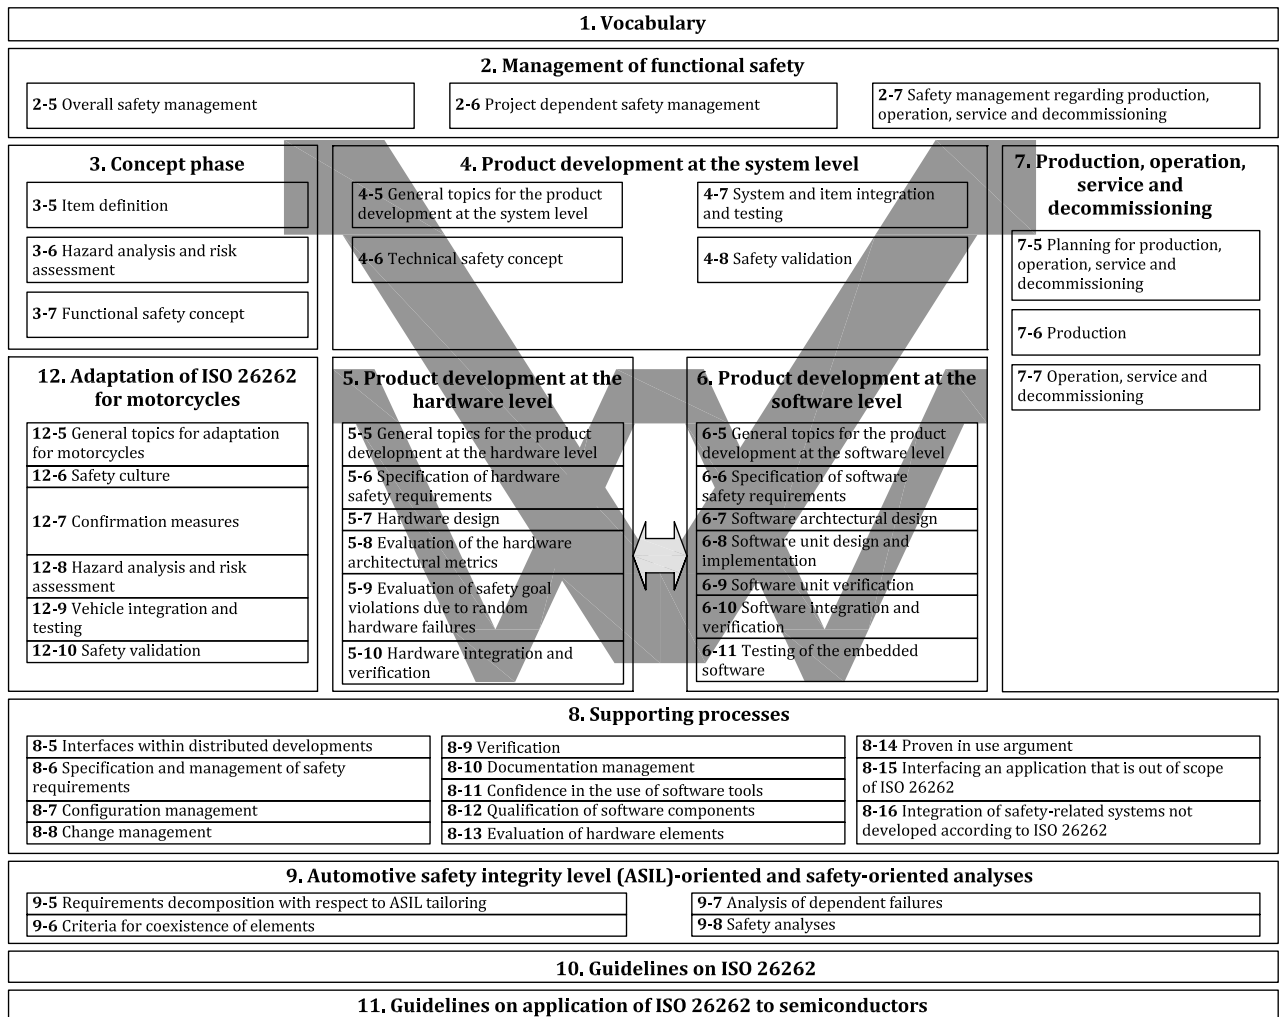 1. Vocabulary
2. Management of functional safety
2-5 Overall safety management
2-6 Project dependent safety management
2-7 Safety management regarding production,
operation, service and decommissioning
3. Concept phase
3-5 Item definition
3-6 Hazard analysis and risk
assessment
3-7 Functional safety concept
4. Product development at the system level
4-5 General topics for the product
development at the system level
4-6 Technical safety concept
4-7 System and item integration
and testing
4-8 Safety validation
7. Production, operation,
service and
decommissioning
7-5 Planning for production,
operation, service and
decommissioning
7-6 Production
7-7 Operation, service and
decommissioning
12. Adaptation of ISO 26262
for motorcycles
12-5 General topics for adaptation
for motorcycles
12-6 Safety culture
12-7 Confirmation measures
12-8 Hazard analysis and risk
assessment
12-9 Vehicle integration and
testing
12-10 Safety validation
5. Product development at the
hardware level
5-5 General topics for the product
development at the hardware level
5-6 Specification of hardware
safety requirements
5-7 Hardware design
5-8 Evaluation of the hardware
architectural metrics
5-9 Evaluation of safety goal
violations due to random
hardware failures
5-10 Hardware integration and
verification
6. Product development at the
software level
6-5 General topics for the product
development at the software level
6-6 Specification of software
safety requirements
6-7 Software archtectural design
6-8 Software unit design and
implementation
6-9 Software unit verification
6-10 Software integration and
verification
6-11 Testing of the embedded
software
8. Supporting processes
8-5 Interfaces within distributed developments
8-6 Specification and management of safety
requirements
8-7 Configuration management
8-8 Change management
8-9 Verification
8-10 Documentation management
8-11 Confidence in the use of software tools
8-12 Qualification of software components
8-13 Evaluation of hardware elements
8-14 Proven in use argument
8-15 Interfacing an application that is out of scope
of ISO 26262
8-16 Integration of safety-related systems not
developed according to ISO 26262
9. Automotive safety integrity level (ASIL)-oriented and safety-oriented analyses
9-5 Requirements decomposition with respect to ASIL tailoring
9-6 Criteria for coexistence of elements
9-7 Analysis of dependent failures
9-8 Safety analyses
10. Guidelines on ISO 26262
11. Guidelines on application of ISO 26262 to semiconductors